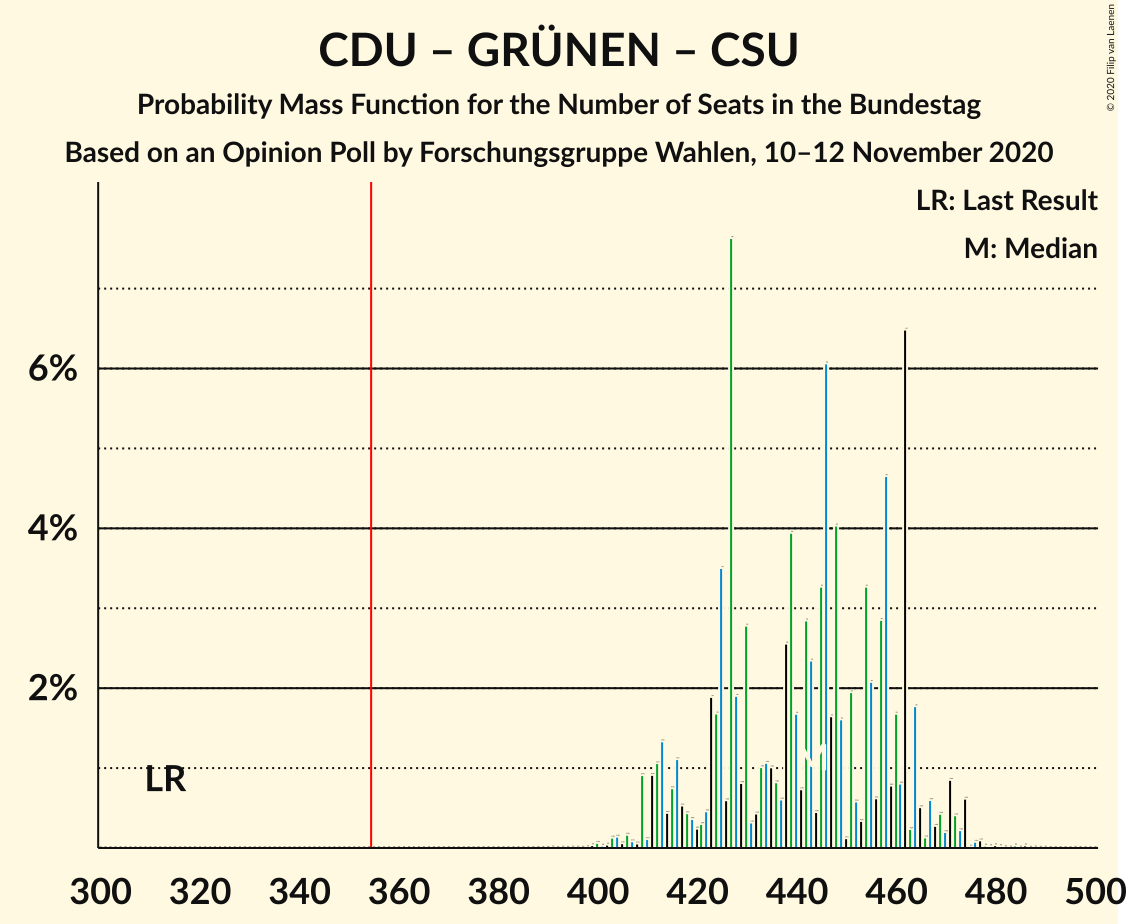 CDU – GRÜNEN – CSU
Probability Mass Function for the Number of Seats in the Bundestag
Based on an Opinion Poll by Forschungsgruppe Wahlen, 10–12 November 2020
© 2020 Filip van Laenen
LR: Last Result
M: Median
6%
4%
2%
LR
M
300 320 340 360 380 400 420 440 460 480 500